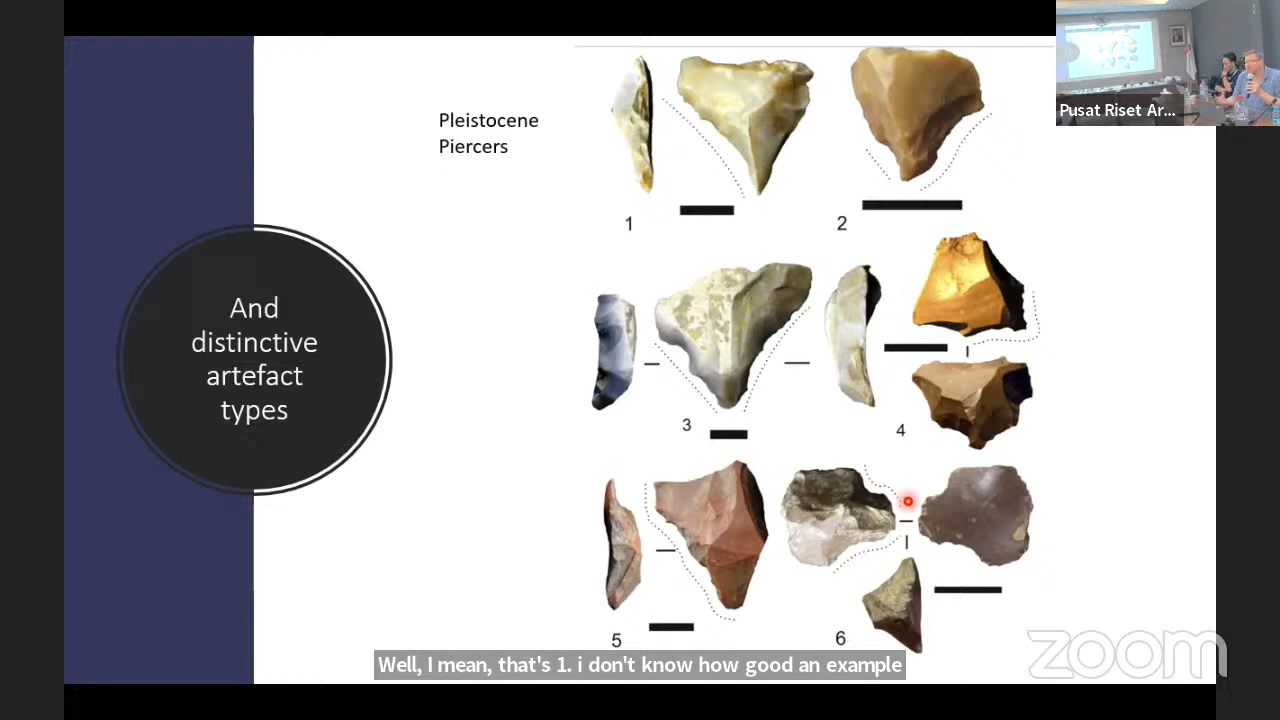 Pusat Riset Ar...
Pleistocene
Piercers
And
distinctive
artefact
types
1
2
3
4
5
6
Well, I mean, that's 1. i don't know how good an example
zoom